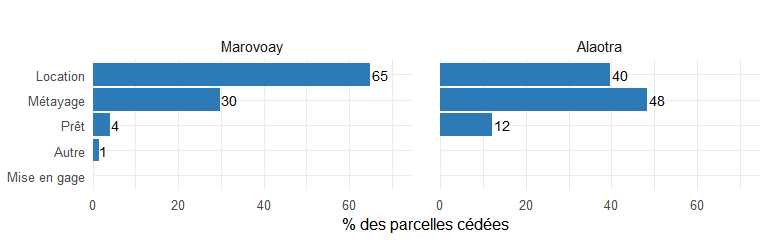 Marovoay Alaotra
Location 65 40
Métayage 30 48
Prêt 4 12
Autre 1
Mise en gage
0 20 40 60 0 20 40 60
% des parcelles cédées